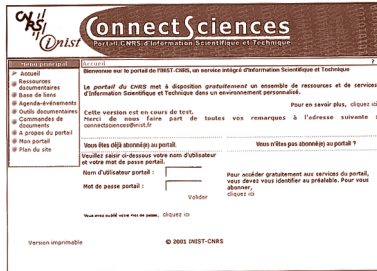 CNRS
Inist
ConnectSciences
Portail CNRS d'Information Scientifique et Technique
Menu principal
Accueil
Ressources documentaires
Base de liens
Agenda-événements
Outils documentaires
Commandes de documents
A propos du portail
Mon portail
Plan du site
Accueil ?
Bienvenue sur le portail de l'INIST-CNRS, un service intégré d'Information Scientifique et Technique
Le portail du CNRS met à disposition gratuitement un ensemble de ressources et de services
d'Information Scientifique et Technique dans un environnement personnalisé.
Pour en savoir plus, cliquez ici
Cette version est en cours de test.
Merci de nous faire part de toutes vos remarques à l'adresse suivante :
connectsciences@inist.fr
Vous êtes déjà abonné(e) au portail.
Veuillez saisir ci-dessous votre nom d'utilisateur
et votre mot de passe portail.
Nom d'utilisateur portail :
Mot de passe portail :
Valider
Vous avez oublié votre mot de passe, cliquez ici
Vous n'êtes pas abonné(e) au portail ?
Pour accéder gratuitement aux services du portail,
vous devez vous identifier au préalable. Pour vous
abonner,
cliquez ici
Version imprimable
© 2001 INIST-CNRS